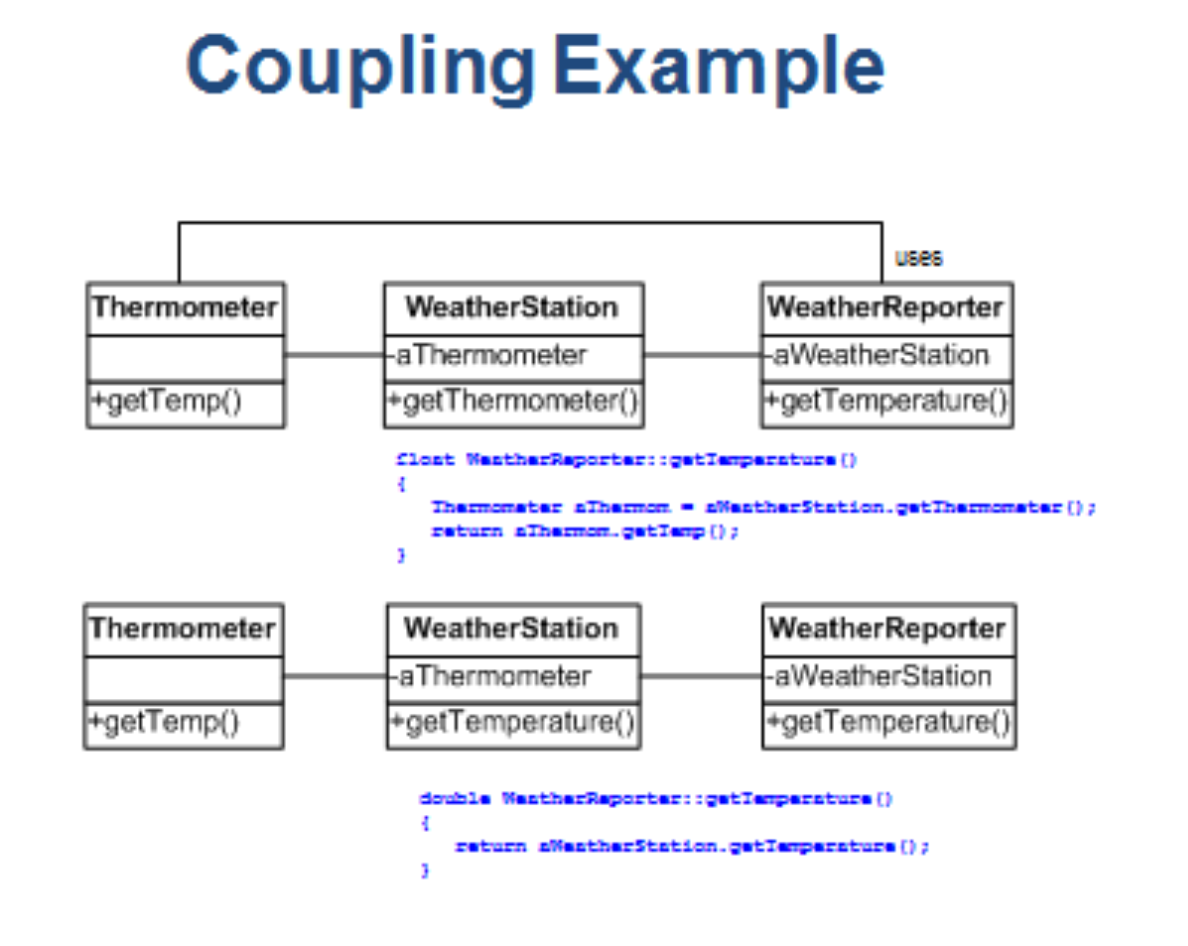 Coupling Example
uses
Thermometer
WeatherStation
WeatherReporter
-aThermometer
-aWeatherStation
+getTemp()
+getThermometer()
+getTemperature()
float WeatherReporter::getTemperature()
{
Thermometer aThermom = aWeatherStation.getThermometer();
return aThermom.getTemp();
}
Thermometer
WeatherStation
WeatherReporter
-aThermometer
-aWeatherStation
+getTemp()
+getTemperature()
+getTemperature()
double WeatherReporter::getTemperature()
{
return aWeatherStation.getTemperature();
}